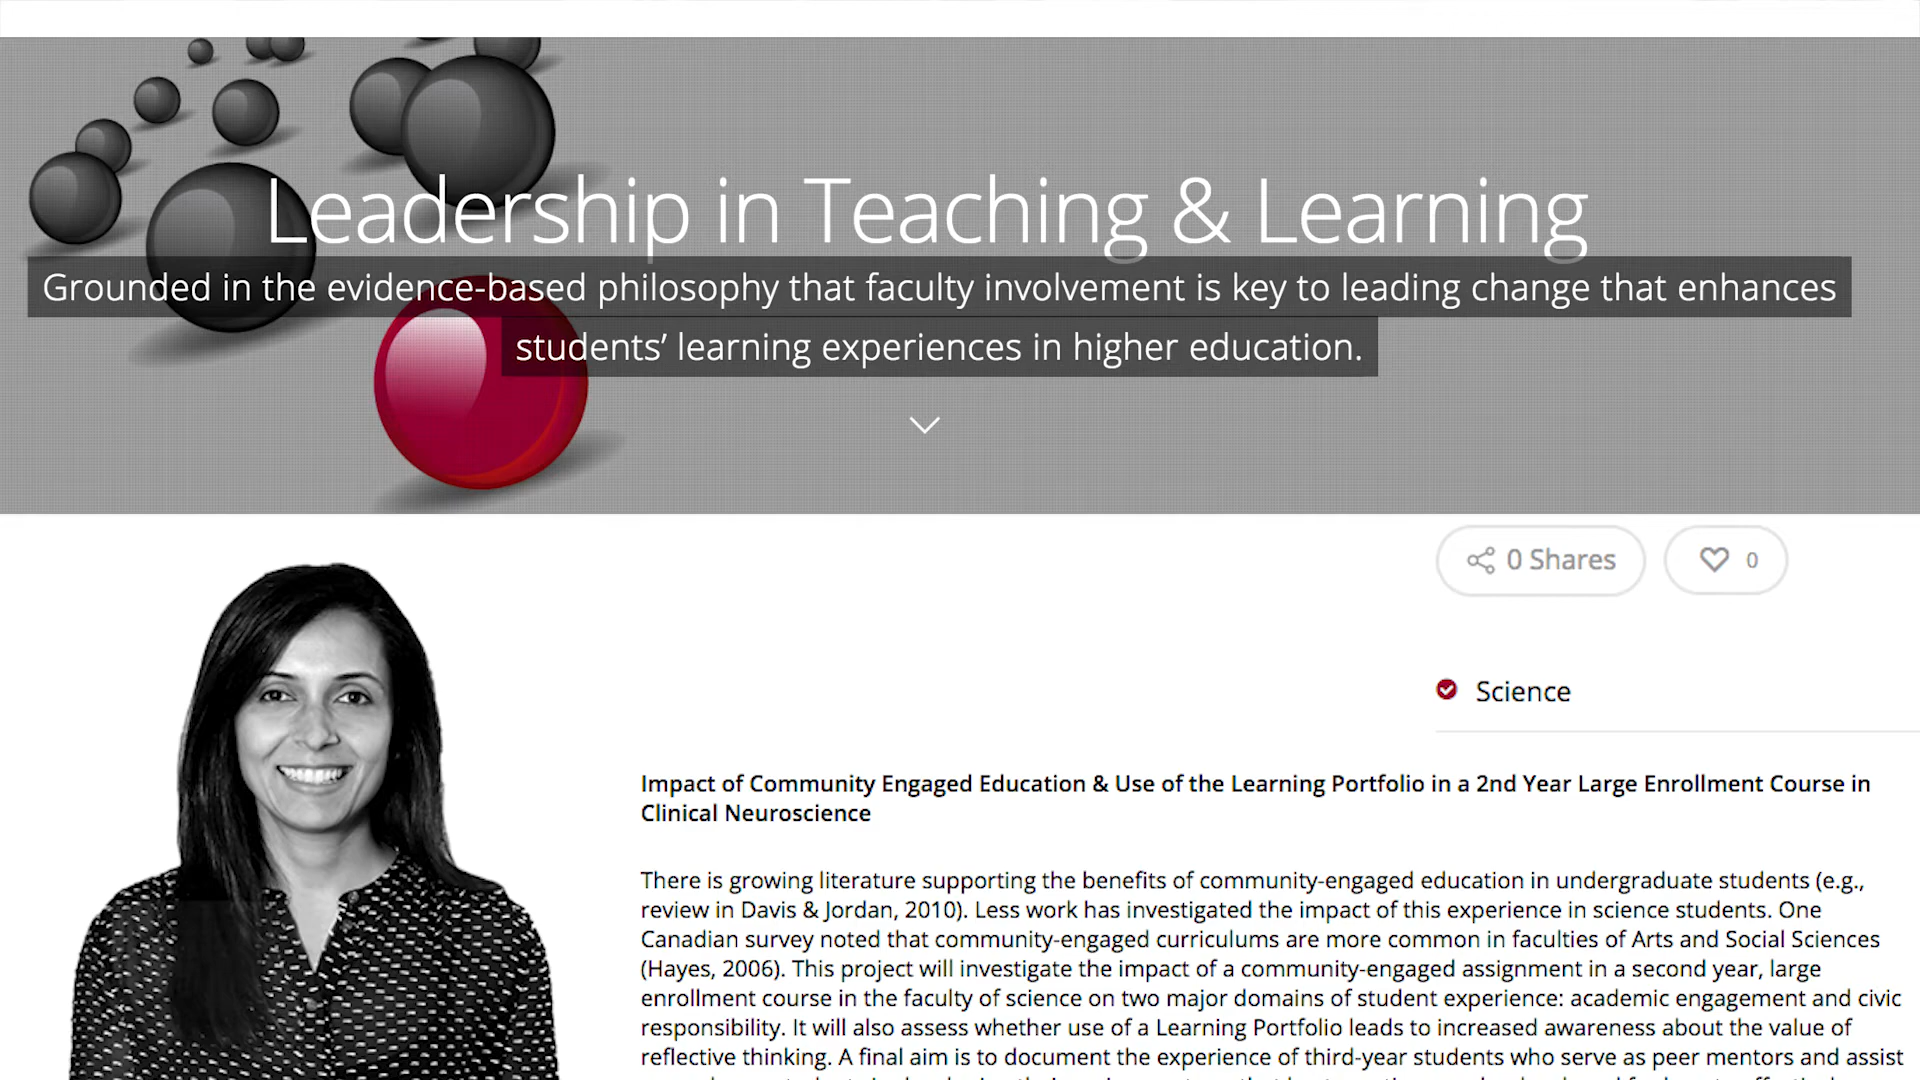 Leadership in Teaching & Learning
Grounded in the evidence-based philosophy that faculty involvement is key to leading change that enhances
students’ learning experiences in higher education.
0 Shares
0
Science
Impact of Community Engaged Education & Use of the Learning Portfolio in a 2nd Year Large Enrollment Course in
Clinical Neuroscience
There is growing literature supporting the benefits of community-engaged education in undergraduate students (e.g.,
review in Davis & Jordan, 2010). Less work has investigated the impact of this experience in science students. One
Canadian survey noted that community-engaged curriculums are more common in faculties of Arts and Social Sciences
(Hayes, 2006). This project will investigate the impact of a community-engaged assignment in a second year, large
enrollment course in the faculty of science on two major domains of student experience: academic engagement and civic
responsibility. It will also assess whether use of a Learning Portfolio leads to increased awareness about the value of
reflective thinking. A final aim is to document the experience of third-year students who serve as peer mentors and assist